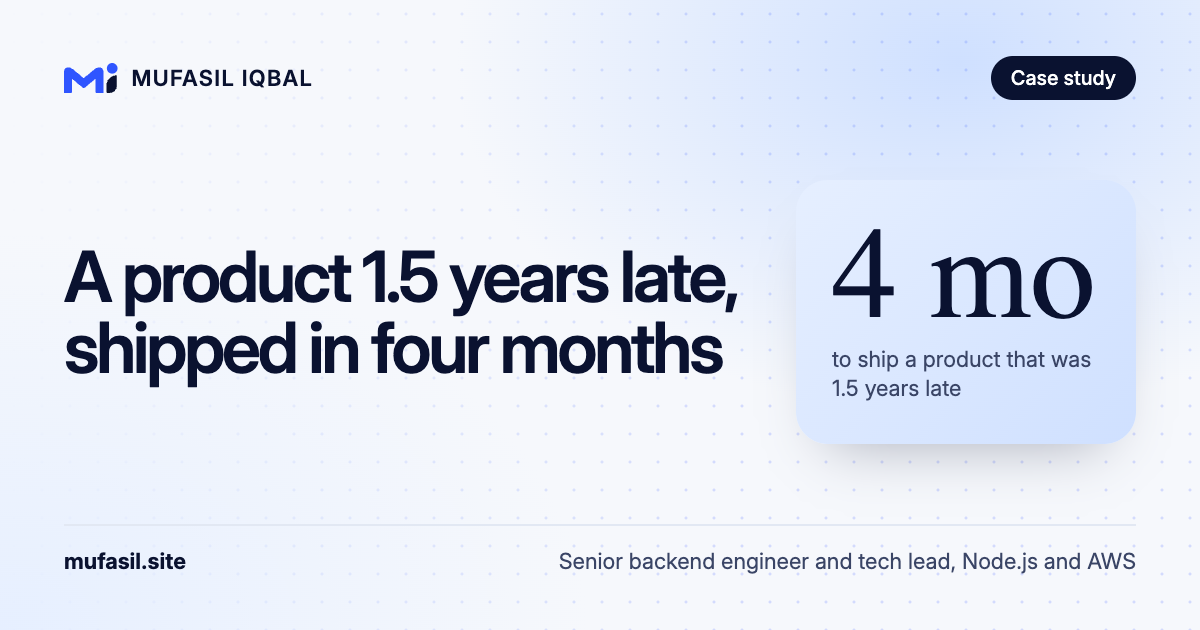 Mi MUFASIL IQBAL
Case study
A product 1.5 years late,
shipped in four months
4 mo
to ship a product that was
1.5 years late
mufasil.site
Senior backend engineer and tech lead, Node.js and AWS